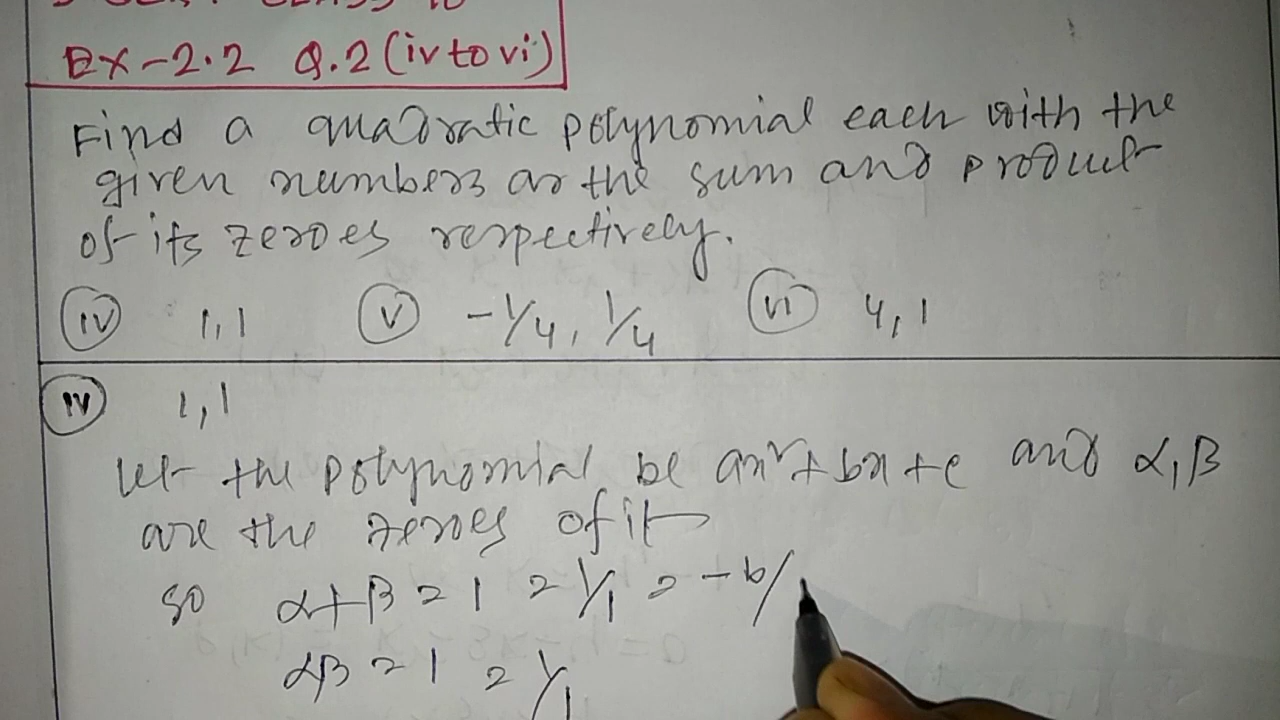 CLASS 10
Ex-2.2 Q.2 (iv to vi)
Find a quadratic polynomial each with the
given numbers as the sum and product
of its zeroes respectively.
(iv) 1, 1 (v) -1/4, 1/4 (vi) 4, 1
(iv) 1, 1
Let the polynomial be ax²+bx+c and α, β
are the zeroes of it
so α+β = 1 = 1/1 = -b/
αβ = 1 = 1/1